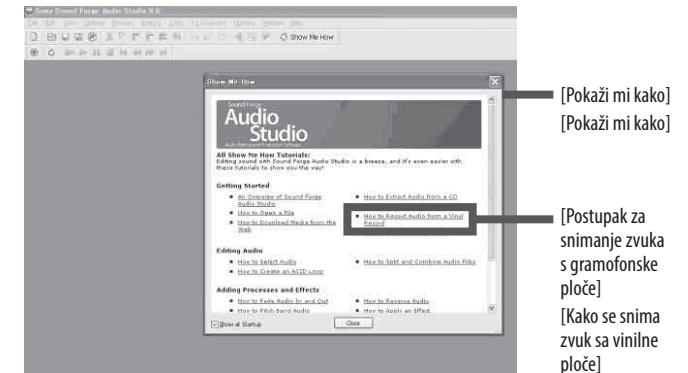 Sony Sound Forge Audio Studio 8.0
Show Me How
Show Me How
Sound Forge
Audio
Studio
All Show Me How Tutorials:
Editing sound with Sound Forge Audio Studio is a breeze, and it's even easier with
these tutorials to show you the way!
Getting Started
An Overview of Sound Forge
Audio Studio
How to Open a File
How to Download Media from the
Web
How to Extract Audio from a CD
How to Record Audio from a Vinyl
Record
Editing Audio
How to Select Audio
How to Create an ACID Loop
How to Split and Combine Audio Files
Adding Processes and Effects
How to Fade Audio In and Out
How to Pitch Bend Audio
How to Reverse Audio
How to Apply an Effect
Show at Startup
Close
[Pokaži mi kako]
[Pokaži mi kako]
[Postupak za
snimanje zvuka
s gramofonske
ploče]
[Kako se snima
zvuk sa vinilne
ploče]